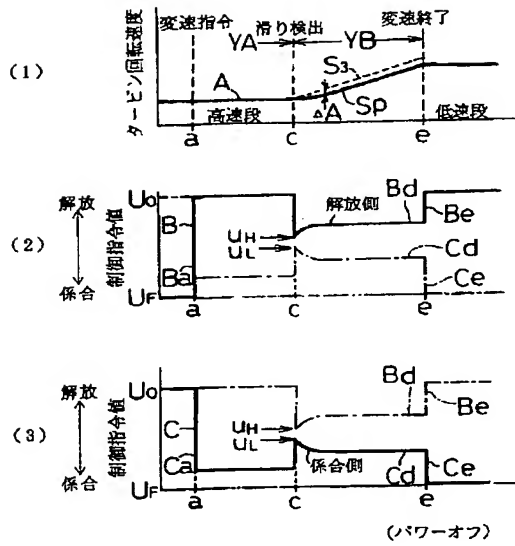 変速指令
滑り検出
変速終了
YA
YB
(1)
タービン回転速度
A
S3
ΔA
Sp
高速段
低速段
a
c
e
(2)
解放
係合
制御指令値
Uo
UF
B
Ba
uH
uL
解放側
Bd
Be
Cd
Ce
a
c
e
(3)
解放
係合
制御指令値
Uo
UF
C
Ca
uH
uL
係合側
Bd
Be
Cd
Ce
a
c
e
(パワーオフ)